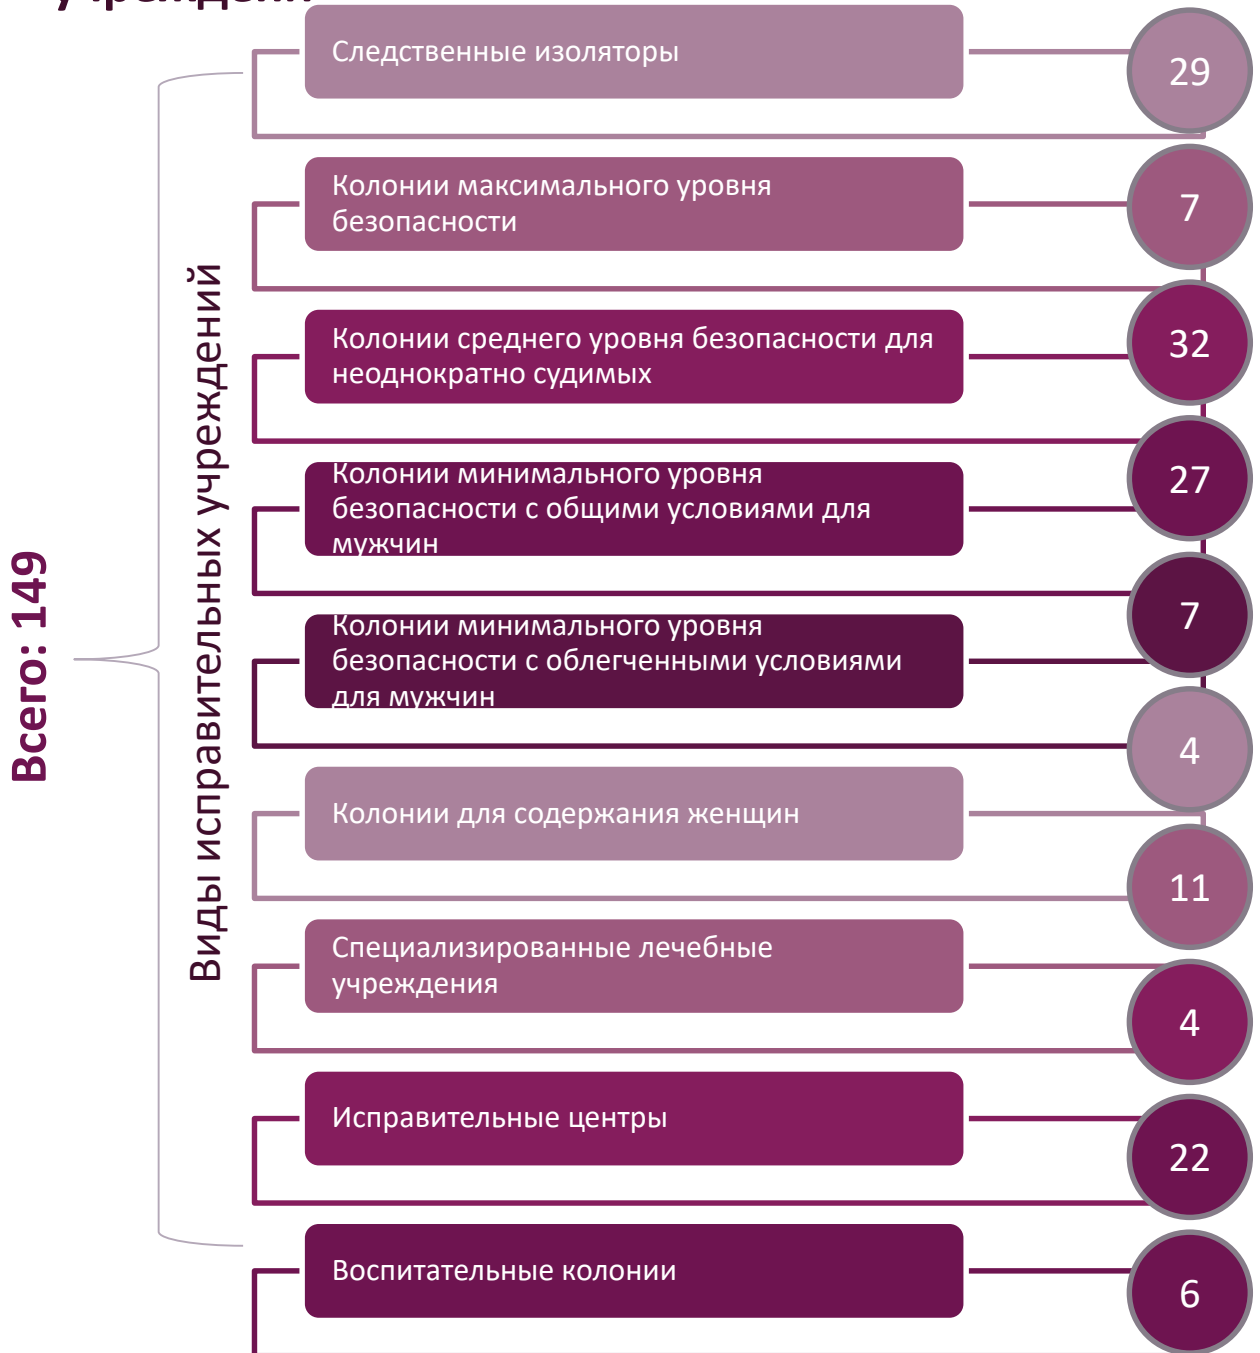 Следственные изоляторы
29
Колонии максимального уровня
безопасности
7
Колонии среднего уровня безопасности для
неоднократно судимых
32
Колонии минимального уровня
безопасности с общими условиями для
мужчин
27
Колонии минимального уровня
безопасности с облегченными условиями
для мужчин
7
4
Колонии для содержания женщин
11
Специализированные лечебные
учреждения
4
Исправительные центры
22
Воспитательные колонии
6
Виды исправительных учреждений
Всего: 149